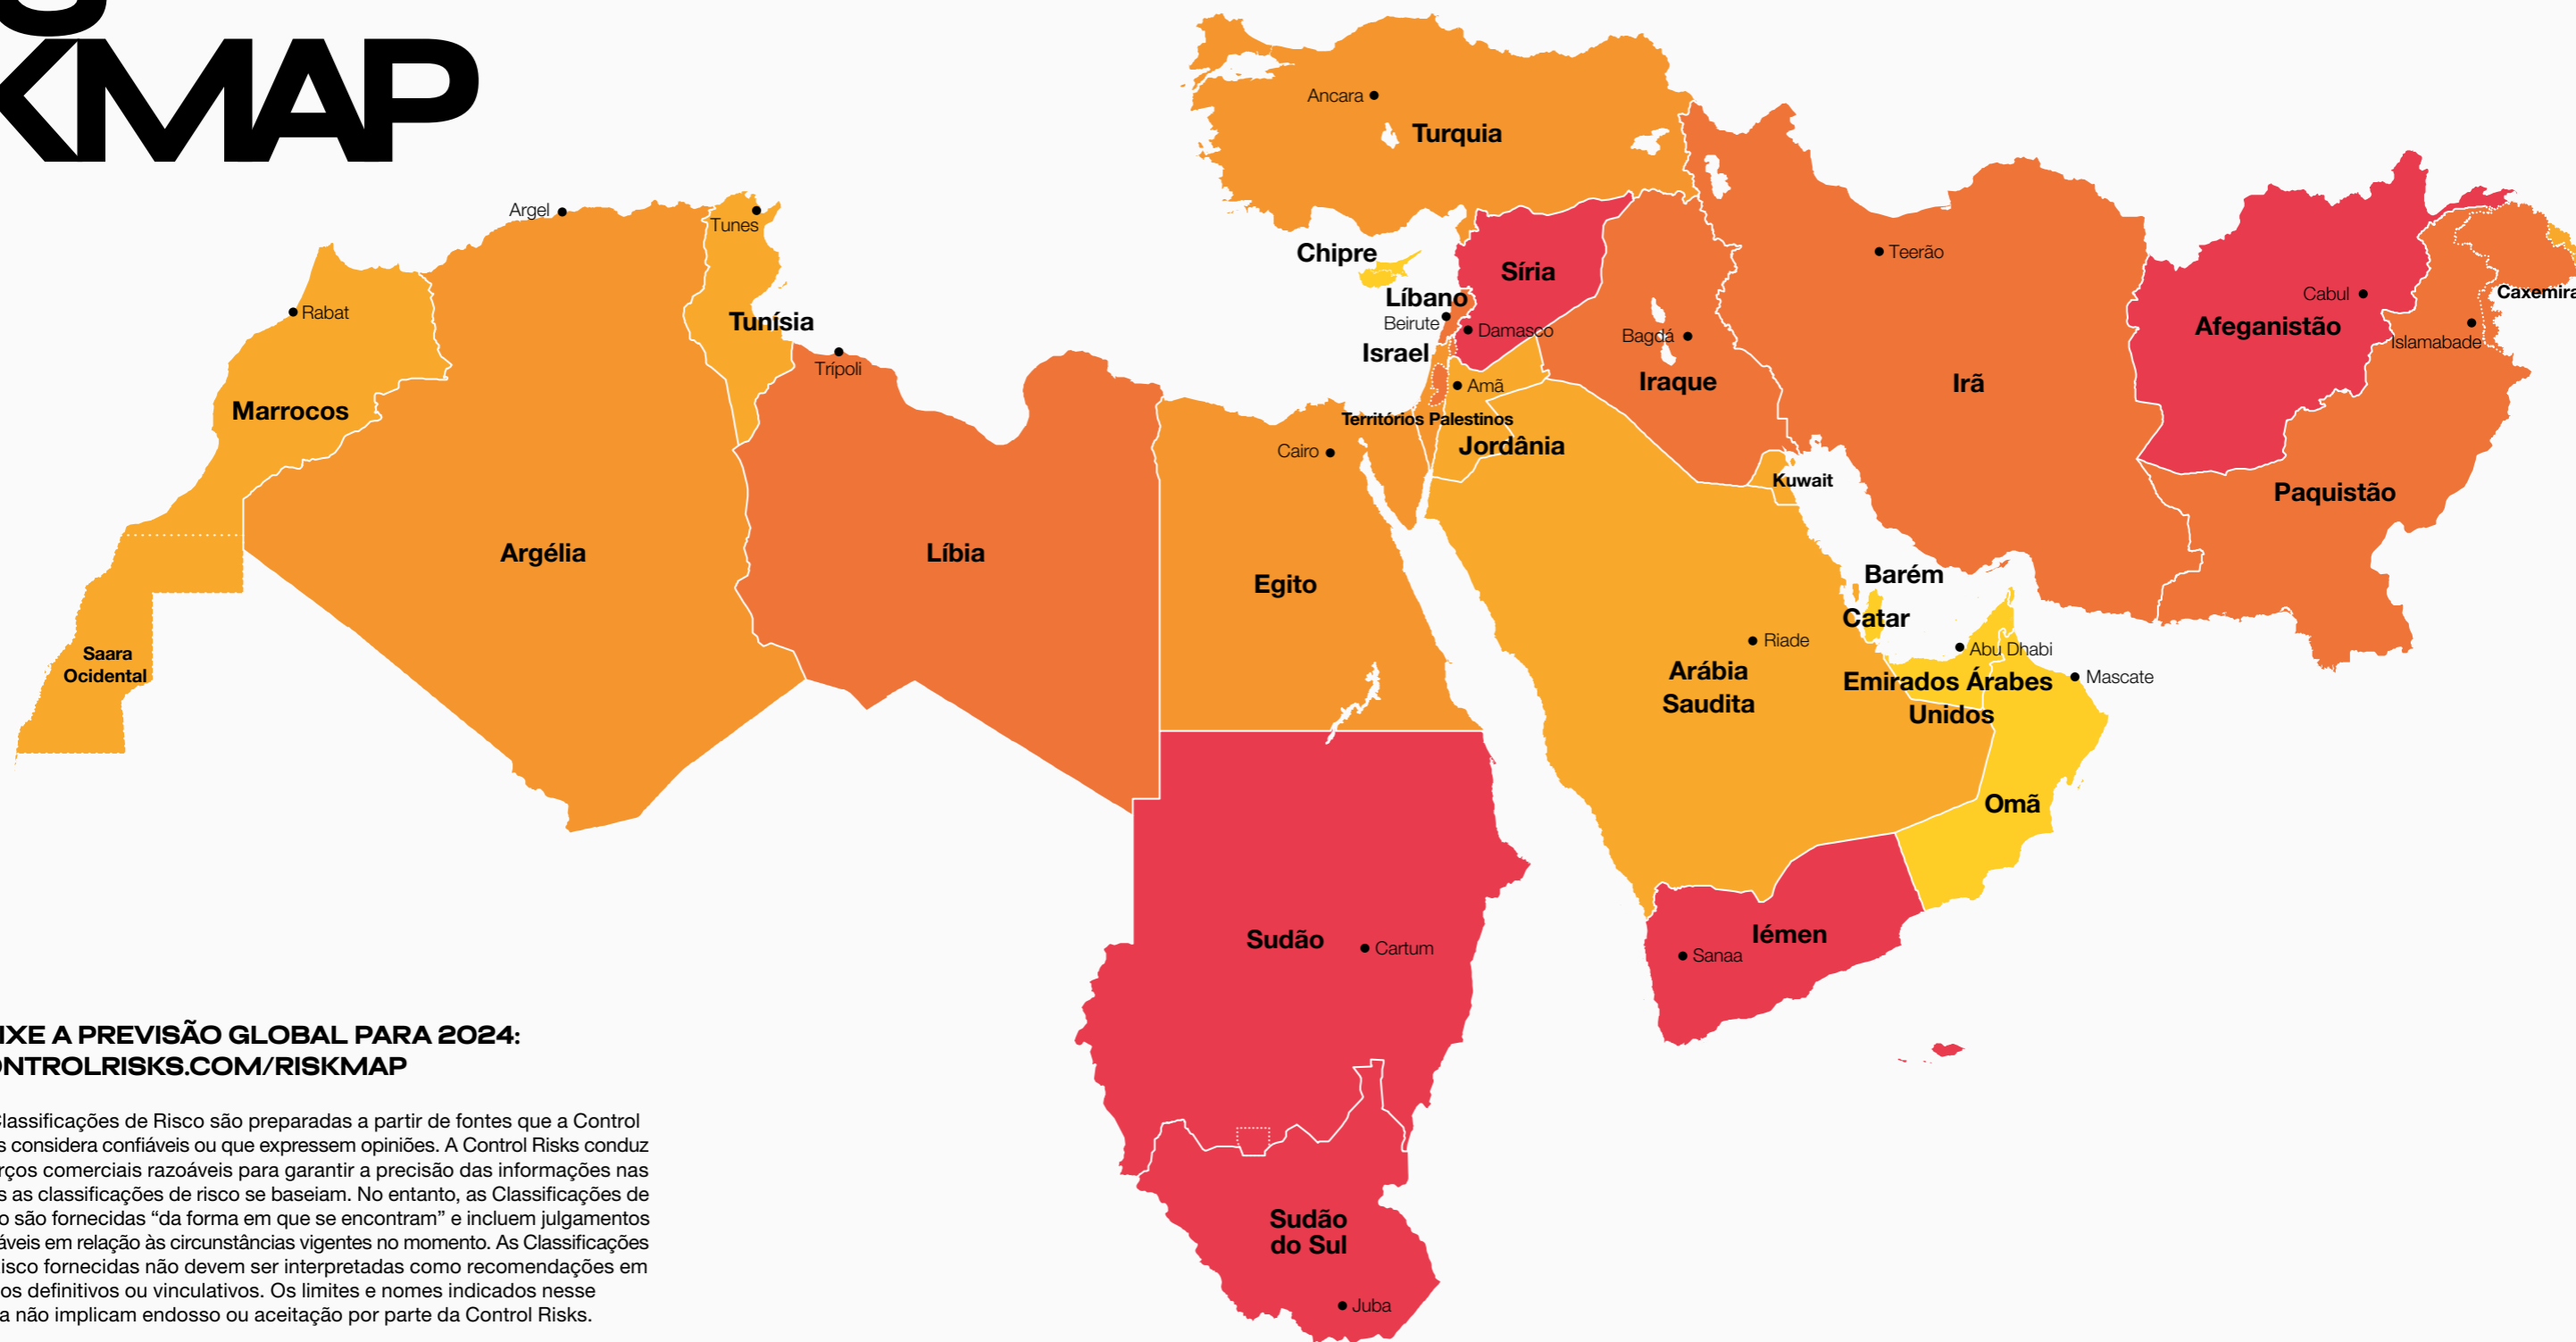 KMAP
Ancara
Turquia
Argel
Tunes
Chipre
Síria
Teerão
Cabul
Caxemira
Líbano
Beirute
Damasco
Rabat
Tunísia
Trípoli
Israel
Bagdá
Afeganistão
Islamabade
Amã
Iraque
Irã
Marrocos
Territórios Palestinos
Jordânia
Cairo
Kuwait
Paquistão
Argélia
Líbia
Egito
Barém
Catar
Saara
Ocidental
Riade
Abu Dhabi
Arábia
Saudita
Emirados Árabes
Unidos
Mascate
Omã
Sudão
Cartum
Iémen
Sanaa
IXE A PREVISÃO GLOBAL PARA 2024:
ONTROLRISKS.COM/RISKMAP
Classificações de Risco são preparadas a partir de fontes que a Control
s considera confiáveis ou que expressem opiniões. A Control Risks conduz
rços comerciais razoáveis para garantir a precisão das informações nas
s as classificações de risco se baseiam. No entanto, as Classificações de
o são fornecidas “da forma em que se encontram” e incluem julgamentos
áveis em relação às circunstâncias vigentes no momento. As Classificações
isco fornecidas não devem ser interpretadas como recomendações em
os definitivos ou vinculativos. Os limites e nomes indicados nesse
a não implicam endosso ou aceitação por parte da Control Risks.
Sudão
do Sul
Juba